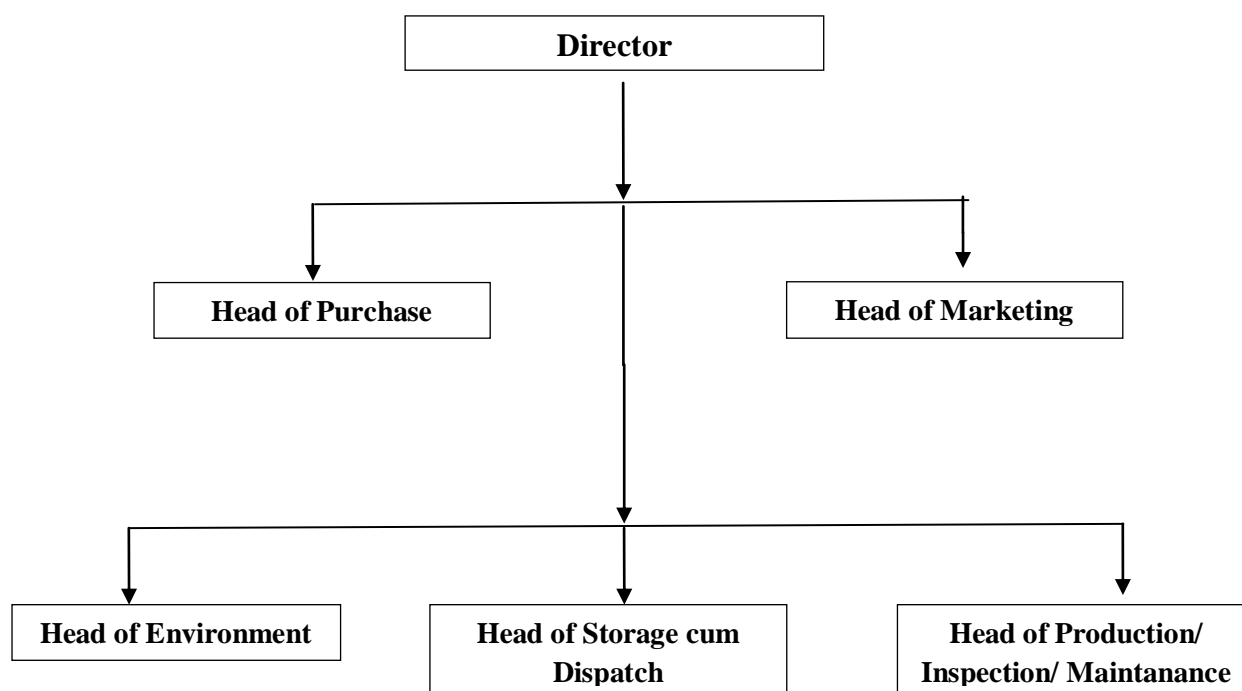 Director
Head of Purchase
Head of Marketing
Head of Environment
Head of Storage cum
Dispatch
Head of Production/
Inspection/ Maintanance